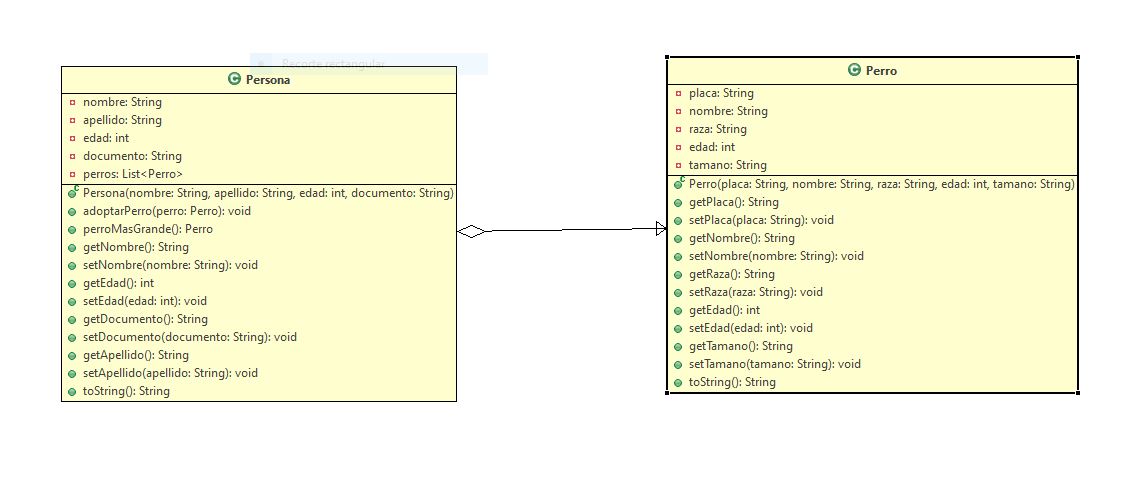 Recorte rectangular
Persona
nombre: String
apellido: String
edad: int
documento: String
perros: List<Perro>
Persona(nombre: String, apellido: String, edad: int, documento: String)
adoptarPerro(perro: Perro): void
perroMasGrande(): Perro
getNombre(): String
setNombre(nombre: String): void
getEdad(): int
setEdad(edad: int): void
getDocumento(): String
setDocumento(documento: String): void
getApellido(): String
setApellido(apellido: String): void
toString(): String
Perro
placa: String
nombre: String
raza: String
edad: int
tamano: String
Perro(placa: String, nombre: String, raza: String, edad: int, tamano: String)
getPlaca(): String
setPlaca(placa: String): void
getNombre(): String
setNombre(nombre: String): void
getRaza(): String
setRaza(raza: String): void
getEdad(): int
setEdad(edad: int): void
getTamano(): String
setTamano(tamano: String): void
toString(): String